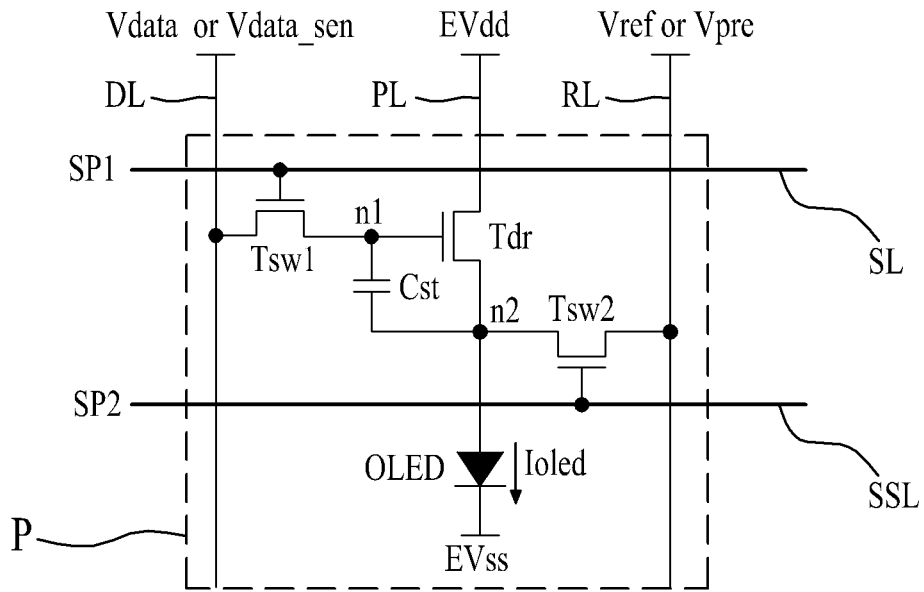 Vdata or Vdata_sen
EVdd
Vref or Vpre
DL
PL
RL
SP1
n1
Tdr
Tsw1
SL
Cst
n2
Tsw2
SP2
OLED
Ioled
SSL
P
EVss